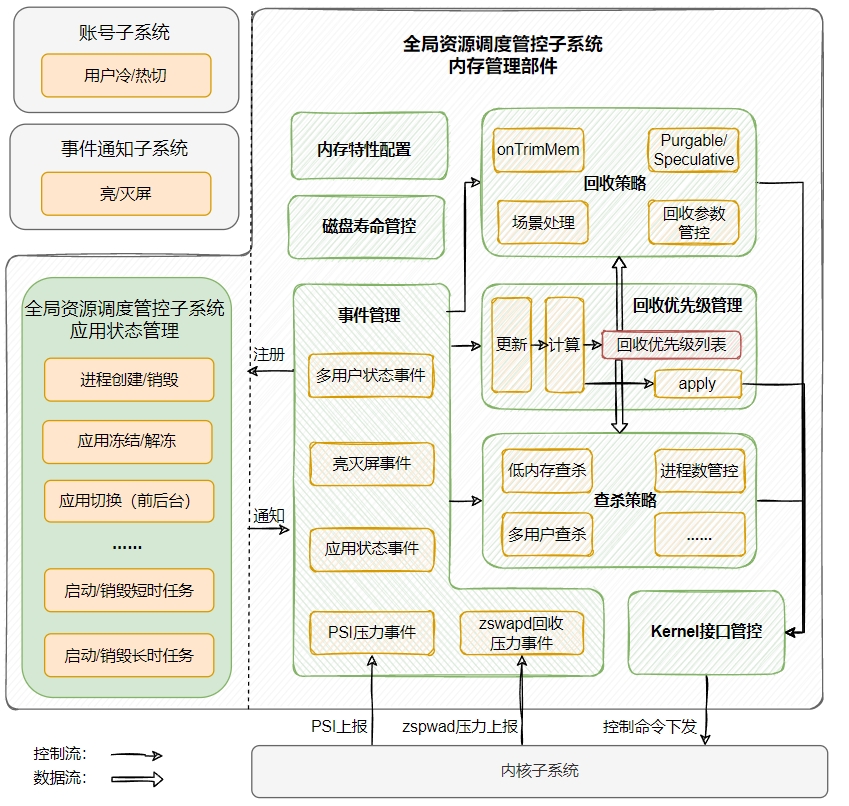 账号子系统
用户冷/热切
事件通知子系统
亮/灭屏
全局资源调度管控子系统
内存管理部件
内存特性配置
磁盘寿命管控
onTrimMem
Purgable/
Speculative
回收策略
场景处理
回收参数
管控
全局资源调度管控子系统
应用状态管理
进程创建/销毁
应用冻结/解冻
应用切换（前后台）
······
启动/销毁短时任务
启动/销毁长时任务
注册
通知
事件管理
多用户状态事件
亮灭屏事件
应用状态事件
PSI压力事件
zswapd回收
压力事件
回收优先级管理
更新
计算
回收优先级列表
apply
低内存查杀
进程数管控
查杀策略
多用户查杀
······
Kernel接口管控
PSI上报
zspwad压力上报
控制命令下发
控制流：
数据流：
内核子系统